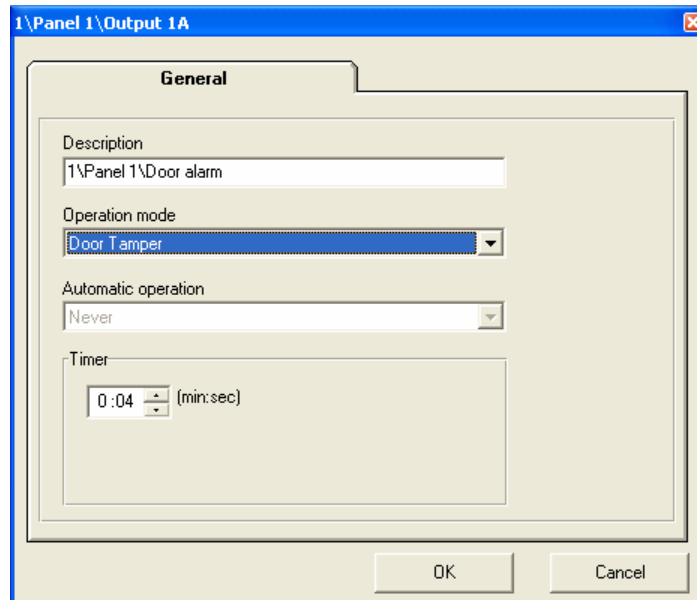 1\Panel 1\Output 1A
General
Description
1\Panel 1\Door alarm
Operation mode
Door Tamper
Automatic operation
Never
Timer
0:04 (min:sec)
OK Cancel